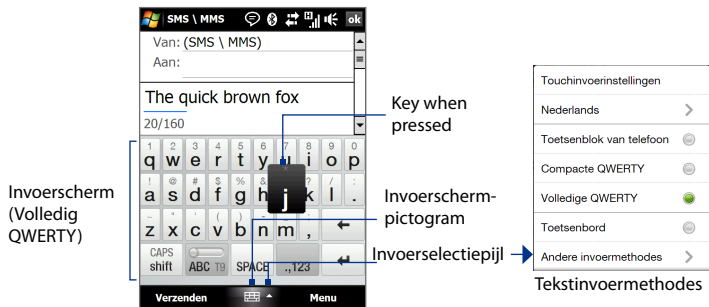 SMS \ MMS ok
Van: (SMS \ MMS)
Aan:
The quick brown fox
20/160
1 2 3 4 5 6 7 8 9 0
q w e r t y u i o p
! @ # $ % & ? :
a s d f g h j k l .
z x c v b n m ;
CAPS
shift ABC T9 SPACE .,123
Verzenden Menu
Invoerscherm
(Volledig
QWERTY)
Key when
pressed
Invoerscherm-
pictogram
Invoerselectiepijl
Touchinvoerinstellingen
Nederlands
Toetsenblok van telefoon
Compacte QWERTY
Volledige QWERTY
Toetsenbord
Andere invoermethodes
Tekstinvoermethodes